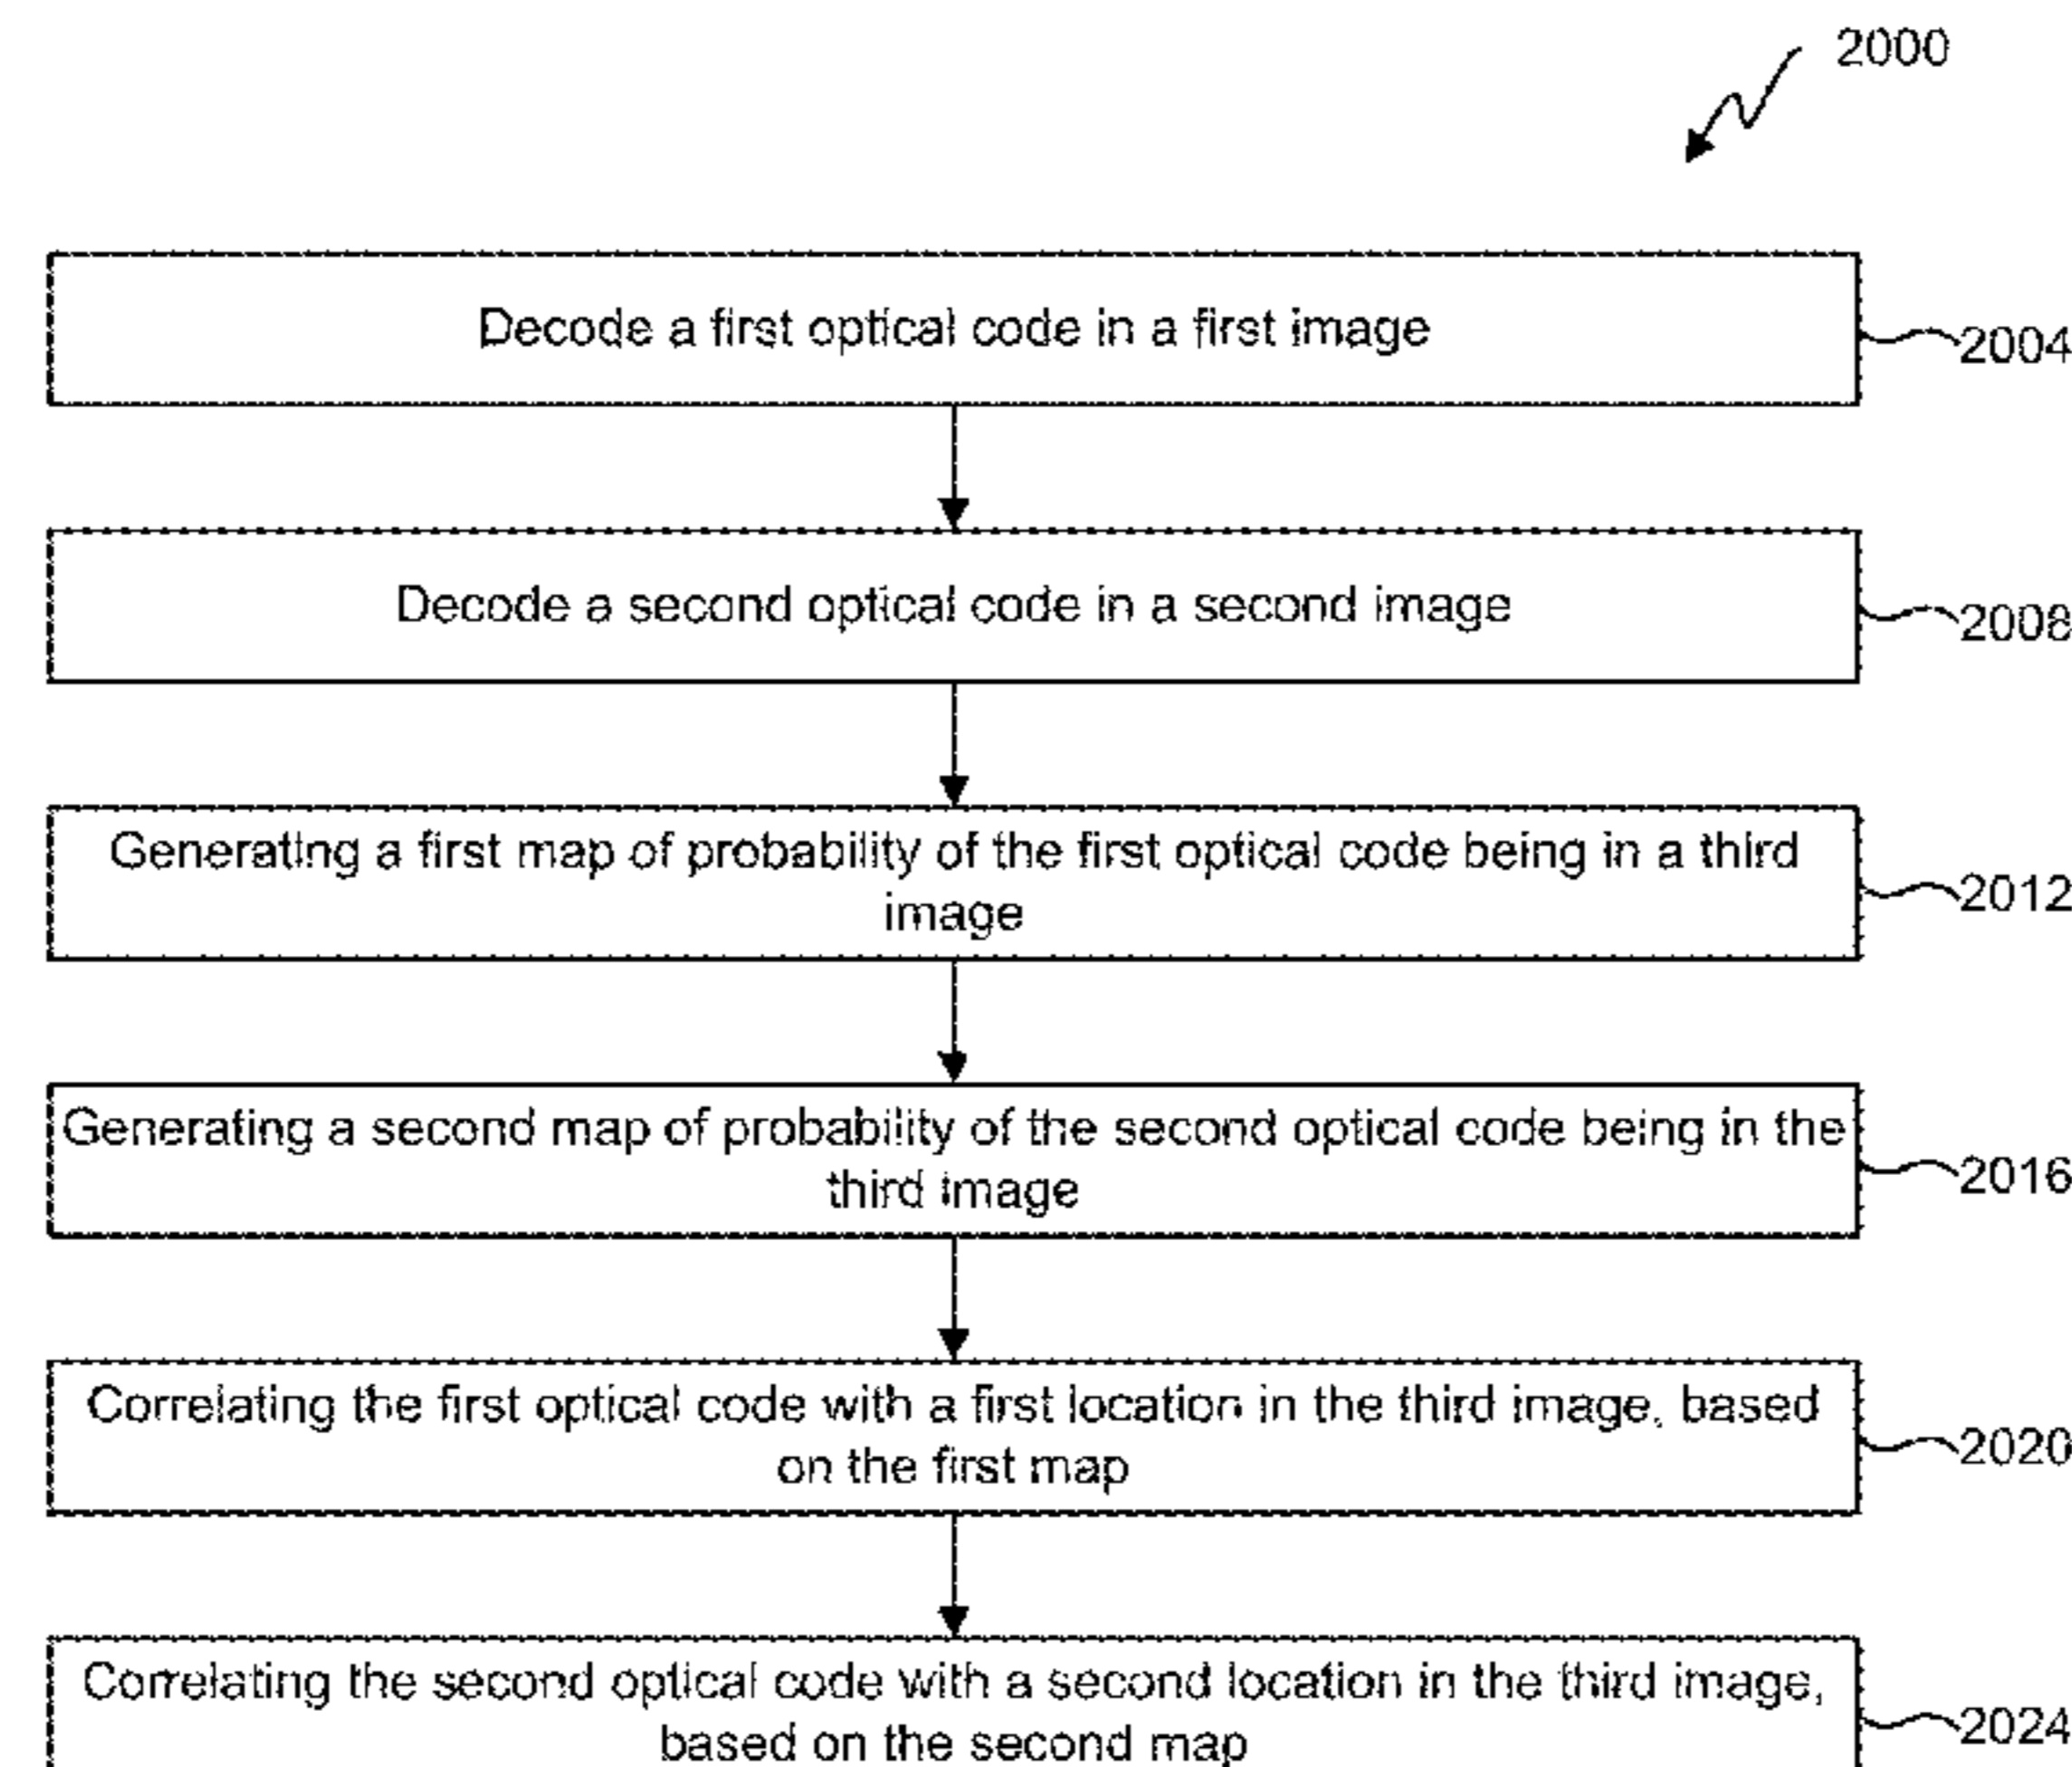 2000
Decode a first optical code in a first image
2004
Decode a second optical code in a second image
2008
Generating a first map of probability of the first optical code being in a third
image
2012
Generating a second map of probability of the second optical code being in the
third image
2016
Correlating the first optical code with a first location in the third image, based
on the first map
2020
Correlating the second optical code with a second location in the third image,
based on the second map
2024